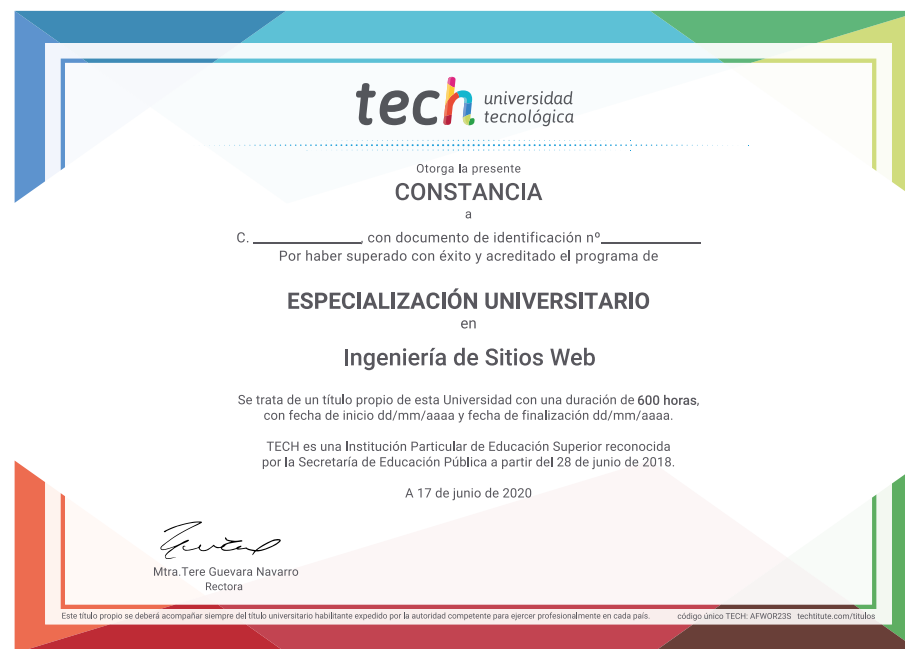 tech universidad
tecnológica
Otorga la presente
CONSTANCIA
a
C. ____________, con documento de identificación nº____________
Por haber superado con éxito y acreditado el programa de
ESPECIALIZACIÓN UNIVERSITARIO
en
Ingeniería de Sitios Web
Se trata de un título propio de esta Universidad con una duración de 600 horas,
con fecha de inicio dd/mm/aaaa y fecha de finalización dd/mm/aaaa.
TECH es una Institución Particular de Educación Superior reconocida
por la Secretaría de Educación Pública a partir del 28 de junio de 2018.
A 17 de junio de 2020
Mtra.Tere Guevara Navarro
Rectora
Este título propio se deberá acompañar siempre del título universitario habilitante expedido por la autoridad competente para ejercer profesionalmente en cada país. código único TECH: AFWOR23S techtitute.com/titulos